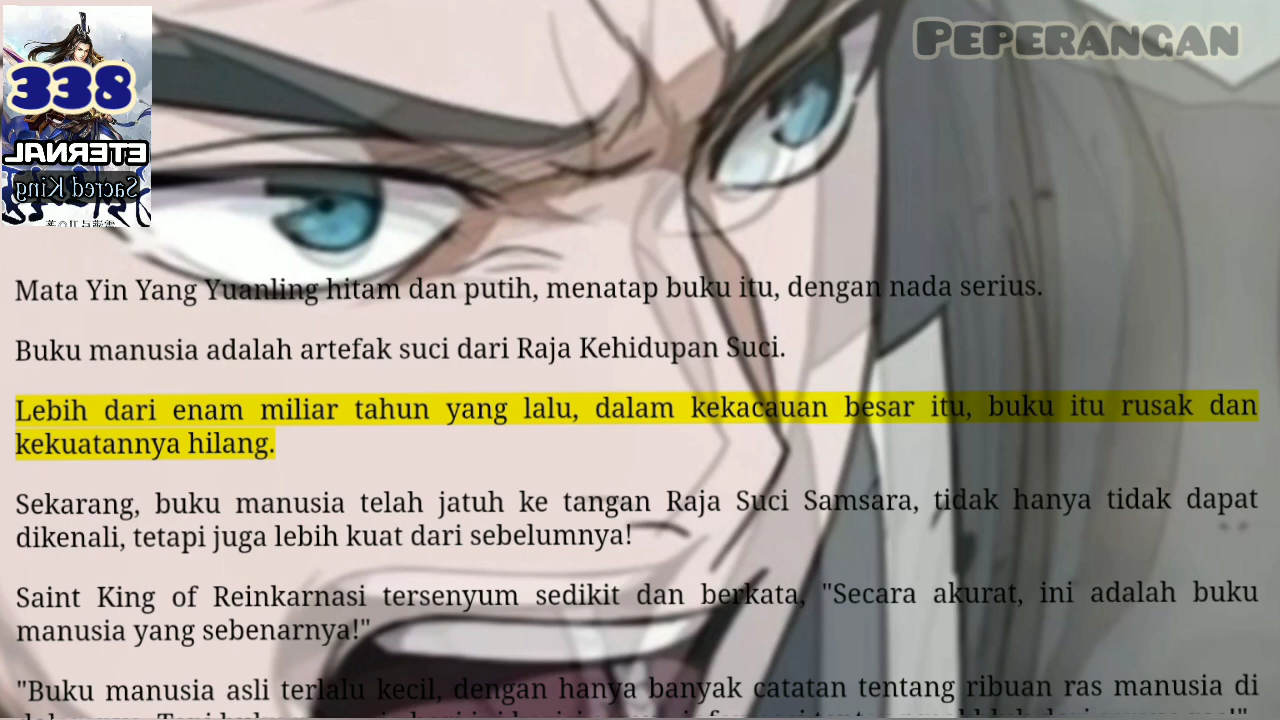 Peperangan
338
ETERNAL
Sacred King
Mata Yin Yang Yuanling hitam dan putih, menatap buku itu, dengan nada serius.
Buku manusia adalah artefak suci dari Raja Kehidupan Suci.
Lebih dari enam miliar tahun yang lalu, dalam kekacauan besar itu, buku itu rusak dan
kekuatannya hilang.
Sekarang, buku manusia telah jatuh ke tangan Raja Suci Samsara, tidak hanya tidak dapat
dikenali, tetapi juga lebih kuat dari sebelumnya!
Saint King of Reinkarnasi tersenyum sedikit dan berkata, "Secara akurat, ini adalah buku
manusia yang sebenarnya!"
"Buku manusia asli terlalu kecil, dengan hanya banyak catatan tentang ribuan ras manusia di